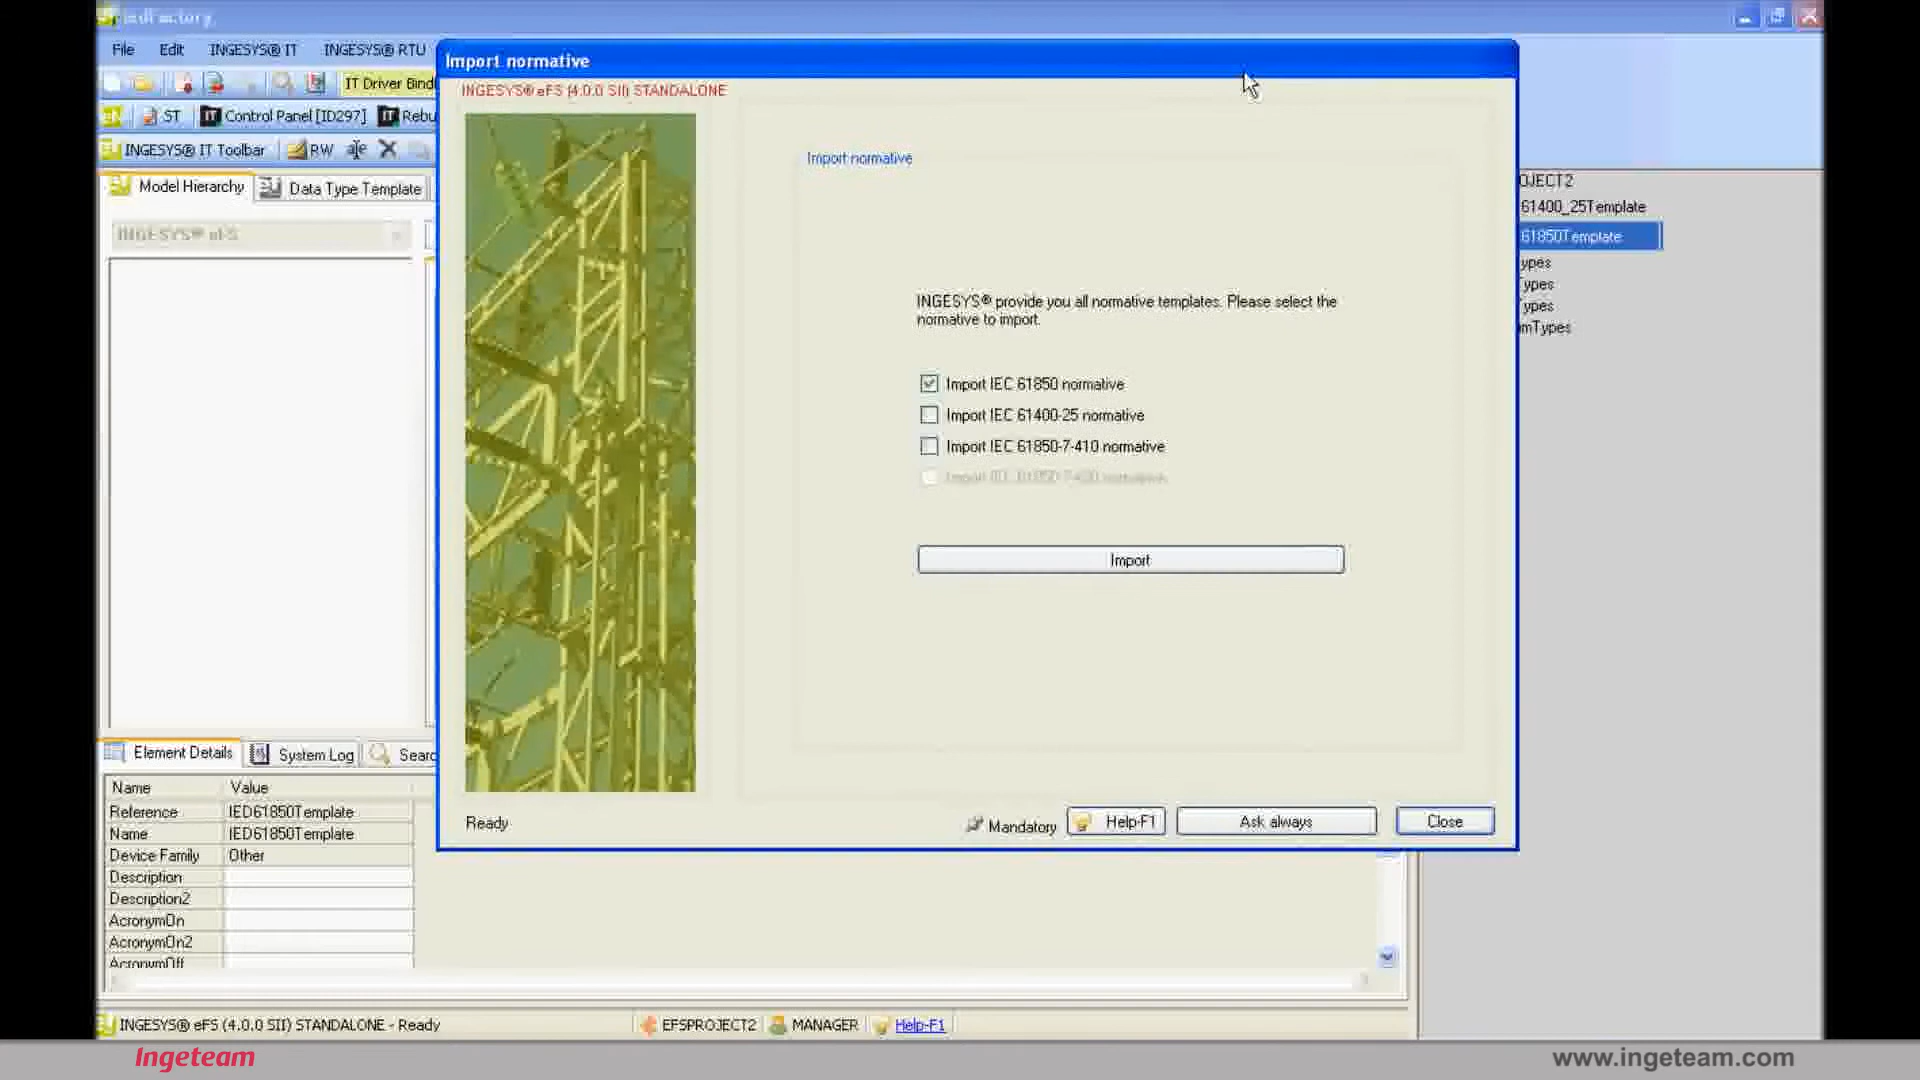 iedFactory
File Edit INGESYS® IT INGESYS® RTU
Import normative
IT Driver Bind
INGESYS® eFS (4.0.0 SII) STANDALONE
ST Control Panel [ID297] Rebu
INGESYS® IT Toolbar RW
Model Hierarchy Data Type Template
INGESYS® eFS
Import normative
OJECT2
61400_25Template
61850Template
ypes
ypes
ypes
mTypes
INGESYS® provide you all normative templates. Please select the
normative to import.
Import IEC 61850 normative
Import IEC 61400-25 normative
Import IEC 61850-7-410 normative
Import
Element Details System Log Searc
Name Value
Reference IED61850Template
Name IED61850Template
Device Family Other
Description
Description2
AcronymOn
AcronymOn2
AcronymOff
Ready Mandatory Help-F1 Ask always Close
INGESYS® eFS (4.0.0 SII) STANDALONE - Ready EFSPROJECT2 MANAGER Help-F1
Ingeteam www.ingeteam.com